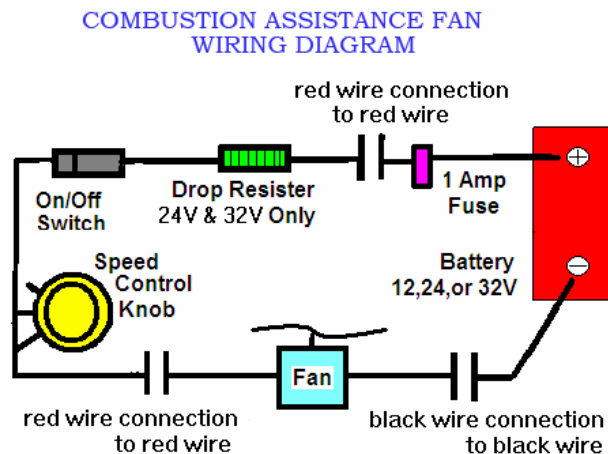 COMBUSTION ASSISTANCE FAN
WIRING DIAGRAM
red wire connection
to red wire
On/Off
Switch
Drop Resister
24V & 32V Only
1 Amp
Fuse
+
Speed
Control
Knob
Battery
12,24,or 32V
−
Fan
red wire connection
to red wire
black wire connection
to black wire